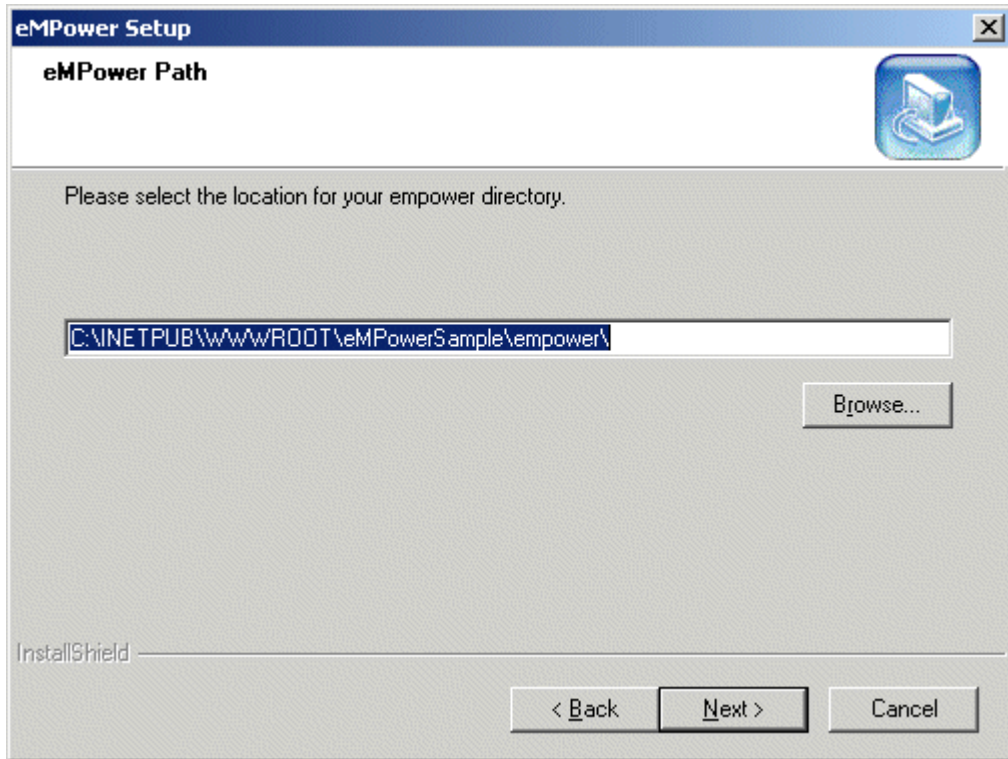 eMPower Setup
eMPower Path
Please select the location for your empower directory.
C:\INETPUB\WWWROOT\eMPowerSample\empower\
Browse...
InstallShield
< Back
Next >
Cancel